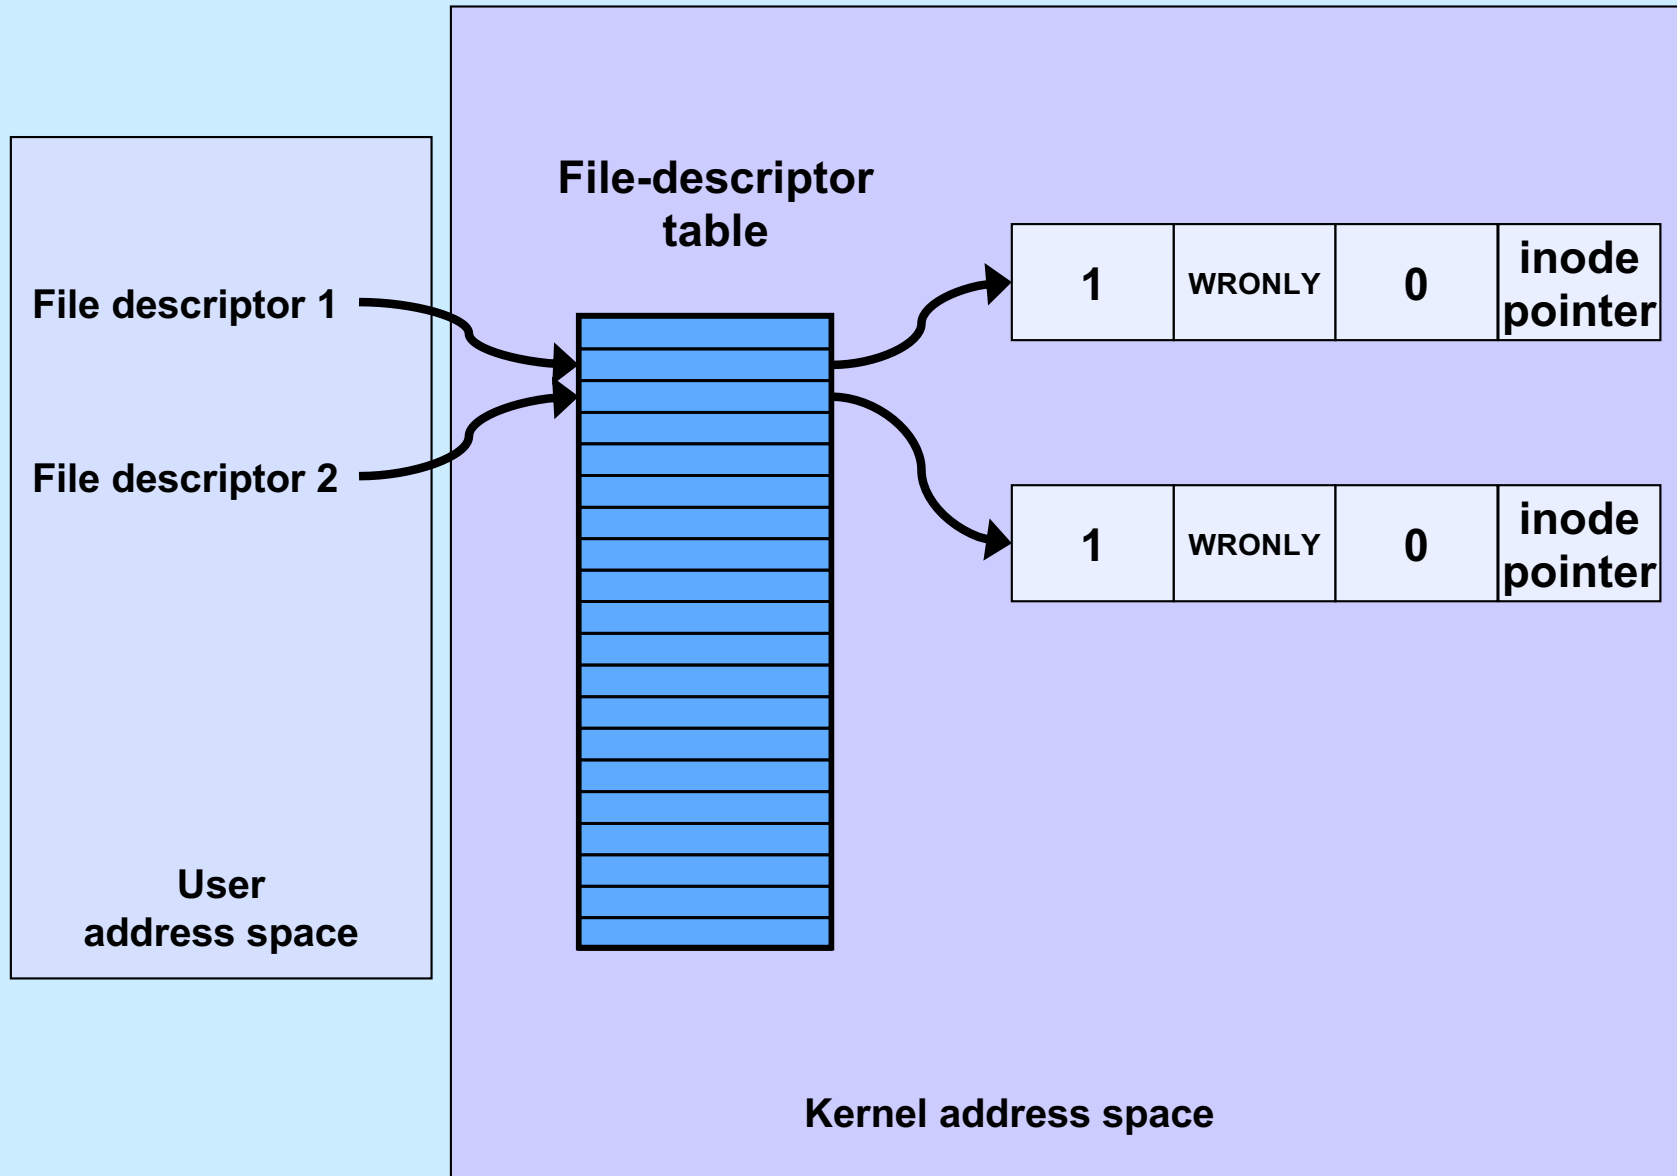 File-descriptor
table
File descriptor 1
File descriptor 2
1
WRONLY
0
inode
pointer
1
WRONLY
0
inode
pointer
User
address space
Kernel address space